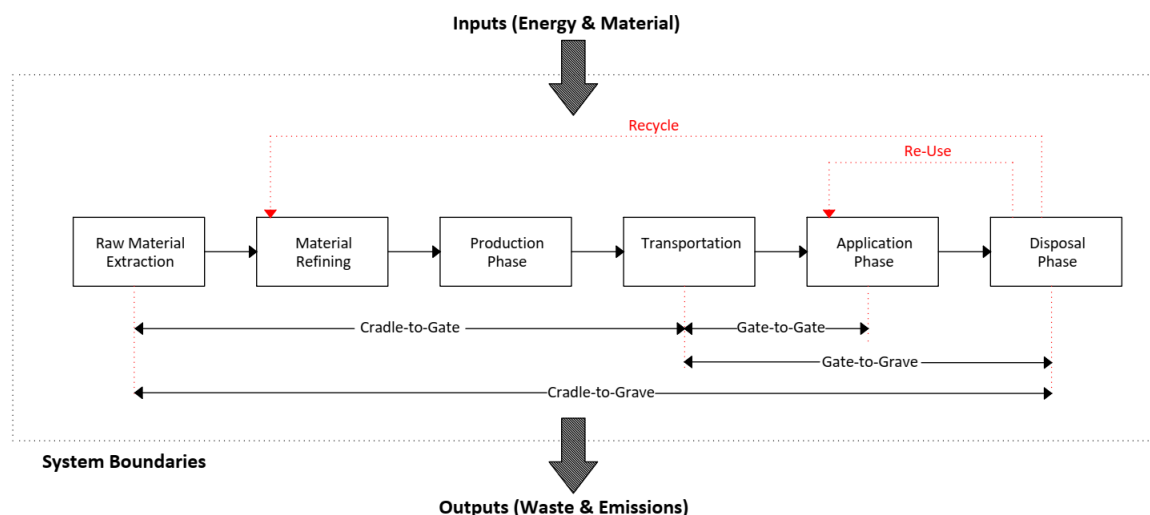 Inputs (Energy & Material)
Recycle
Re-Use
Raw Material
Extraction
Material
Refining
Production
Phase
Transportation
Application
Phase
Disposal
Phase
Cradle-to-Gate
Gate-to-Gate
Gate-to-Grave
Cradle-to-Grave
System Boundaries
Outputs (Waste & Emissions)